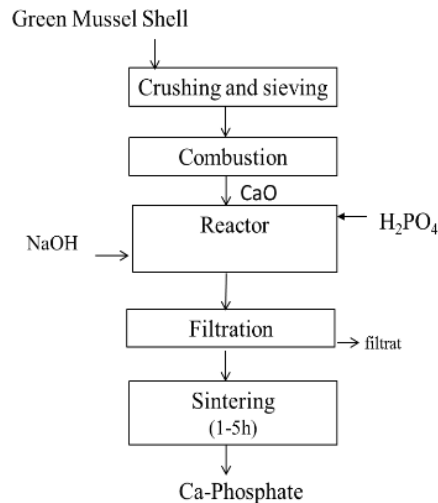 Green Mussel Shell
Crushing and sieving
Combustion
CaO
Reactor
H₂PO₄
NaOH
Filtration
filtrat
Sintering
(1-5h)
Ca-Phosphate